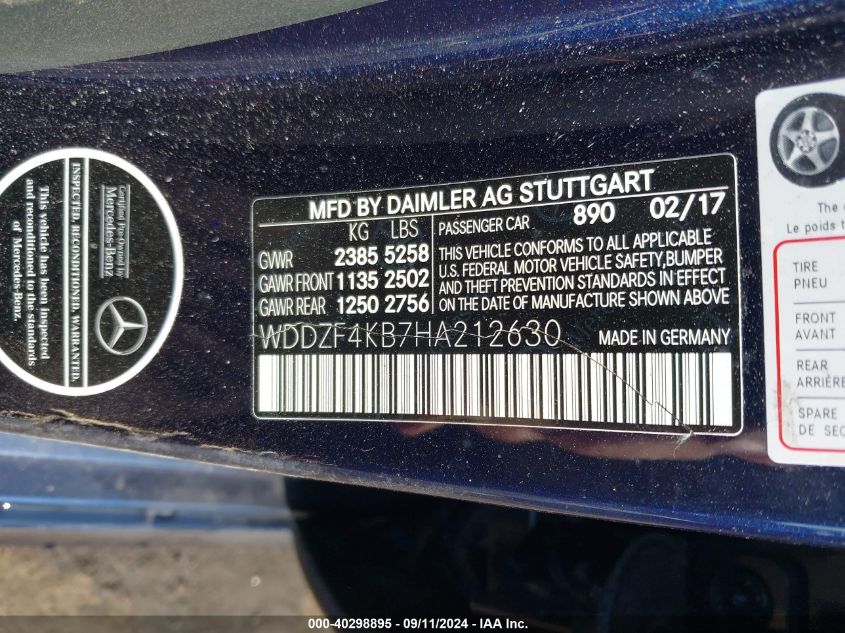 MFD BY DAIMLER AG STUTTGART
KG LBS
GVWR 2385 5258
GAWR FRONT 1135 2502
GAWR REAR 1250 2756
PASSENGER CAR 890 02/17
THIS VEHICLE CONFORMS TO ALL APPLICABLE
U.S. FEDERAL MOTOR VEHICLE SAFETY,BUMPER
AND THEFT PREVENTION STANDARDS IN EFFECT
ON THE DATE OF MANUFACTURE SHOWN ABOVE
WDDZF4KB7HA212630 MADE IN GERMANY
Certified Pre-Owned by
Mercedes-Benz
INSPECTED, RECONDITIONED, WARRANTED.
This vehicle has been inspected
and reconditioned to the standards
of Mercedes-Benz.
The
Le poids
TIRE
PNEU
FRONT
AVANT
REAR
ARRIÈRE
SPARE
DE
000-40298895 - 09/11/2024 - IAA Inc.